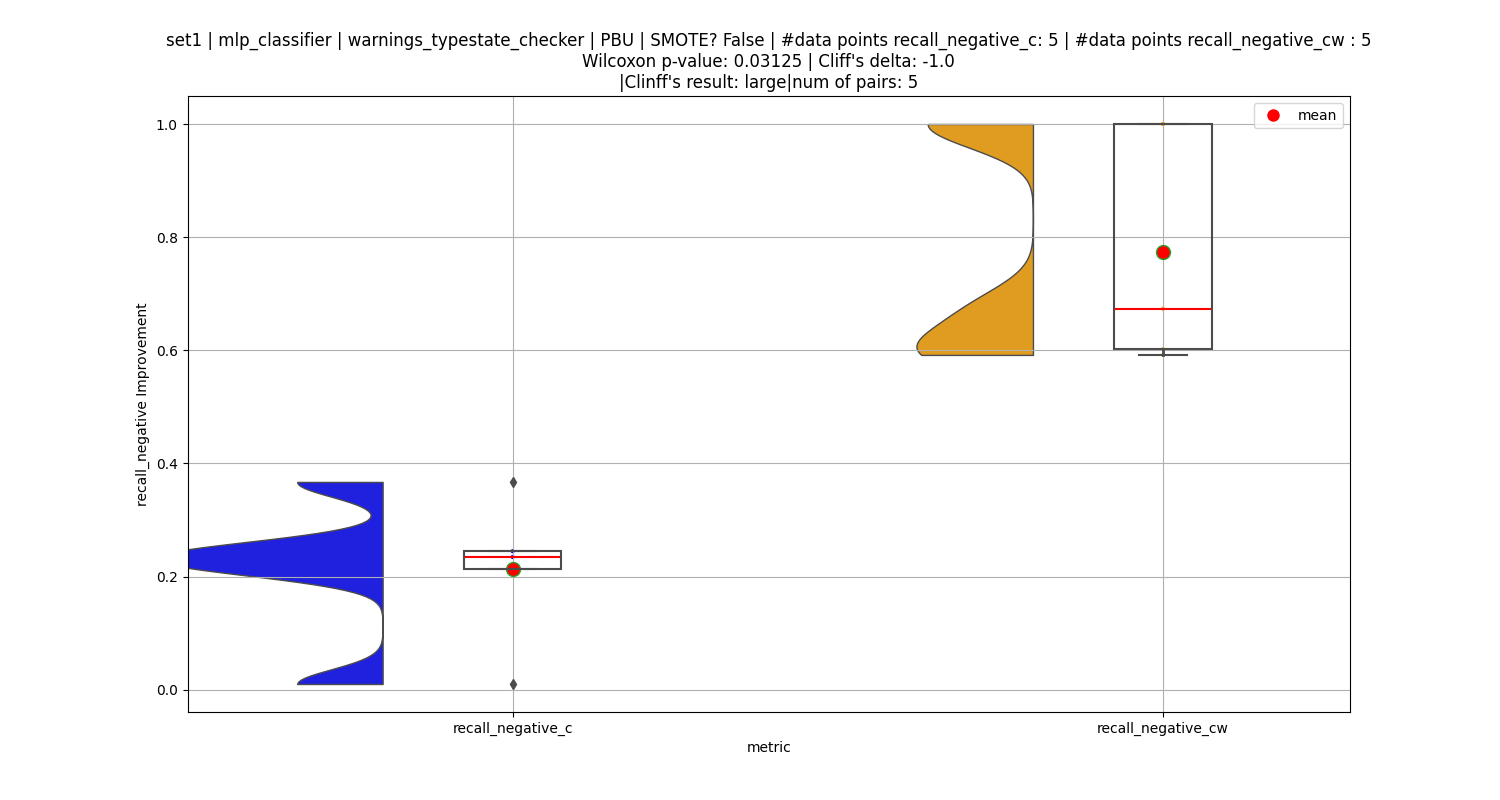 set1 | mlp_classifier | warnings_typestate_checker | PBU | SMOTE? False | #data points recall_negative_c: 5 | #data points recall_negative_cw : 5
Wilcoxon p-value: 0.03125 | Cliff's delta: -1.0
|Clinff's result: large|num of pairs: 5
mean
1.0
0.8
0.6
0.4
0.2
0.0
recall_negative Improvement
recall_negative_c
recall_negative_cw
metric